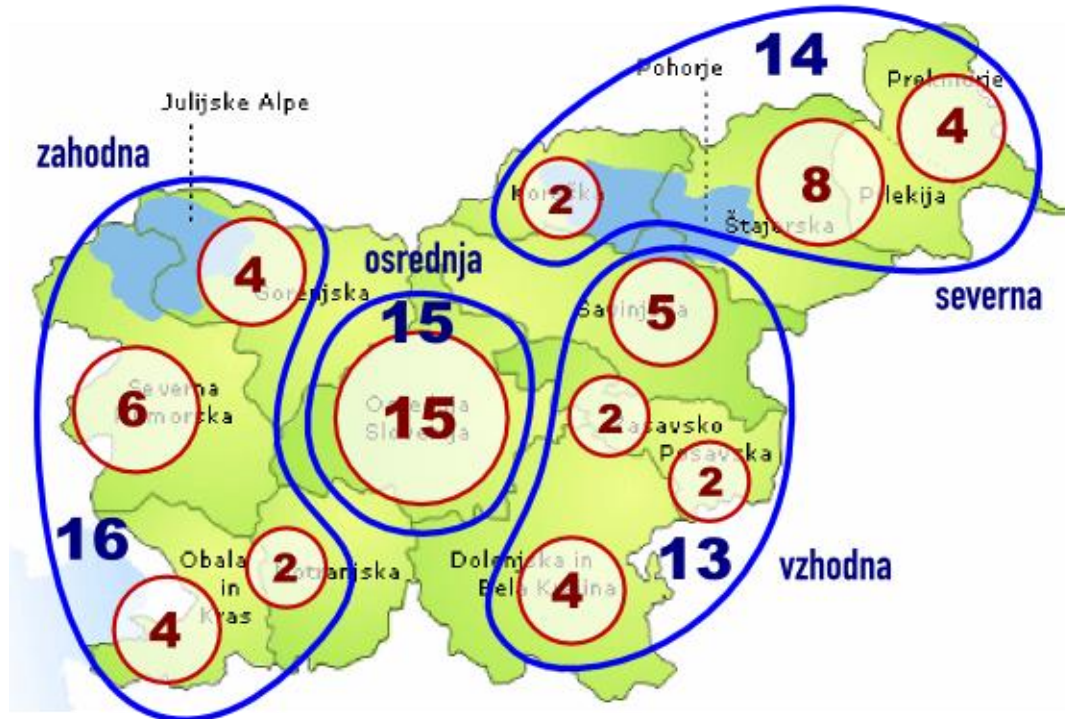 14
Pohorje
Prekmurje
Julijske Alpe
4
zahodna
2
Koroška
8
Prlekija
Štajerska
osrednja
4
Gorenjska
severna
15
5
Savinjska
Severna
Primorska
6
Osrednja
Slovenija
15
2
Zasavsko
Posavska
2
16
Obala
in
Kras
2
Notranjska
Dolenjska in
Bela Krajina
13
vzhodna
4
4